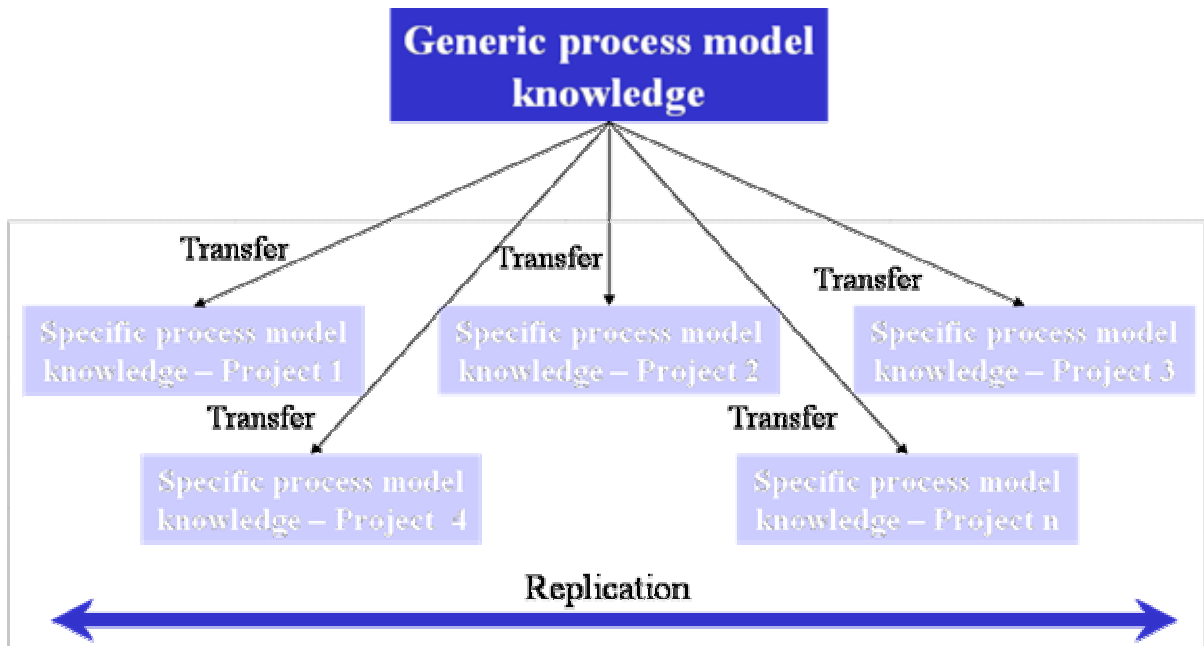 Generic process model
knowledge
Transfer
Transfer
Transfer
Specific process model
knowledge – Project 1
Specific process model
knowledge – Project 2
Specific process model
knowledge – Project 3
Transfer
Transfer
Specific process model
knowledge – Project 4
Specific process model
knowledge – Project n
Replication